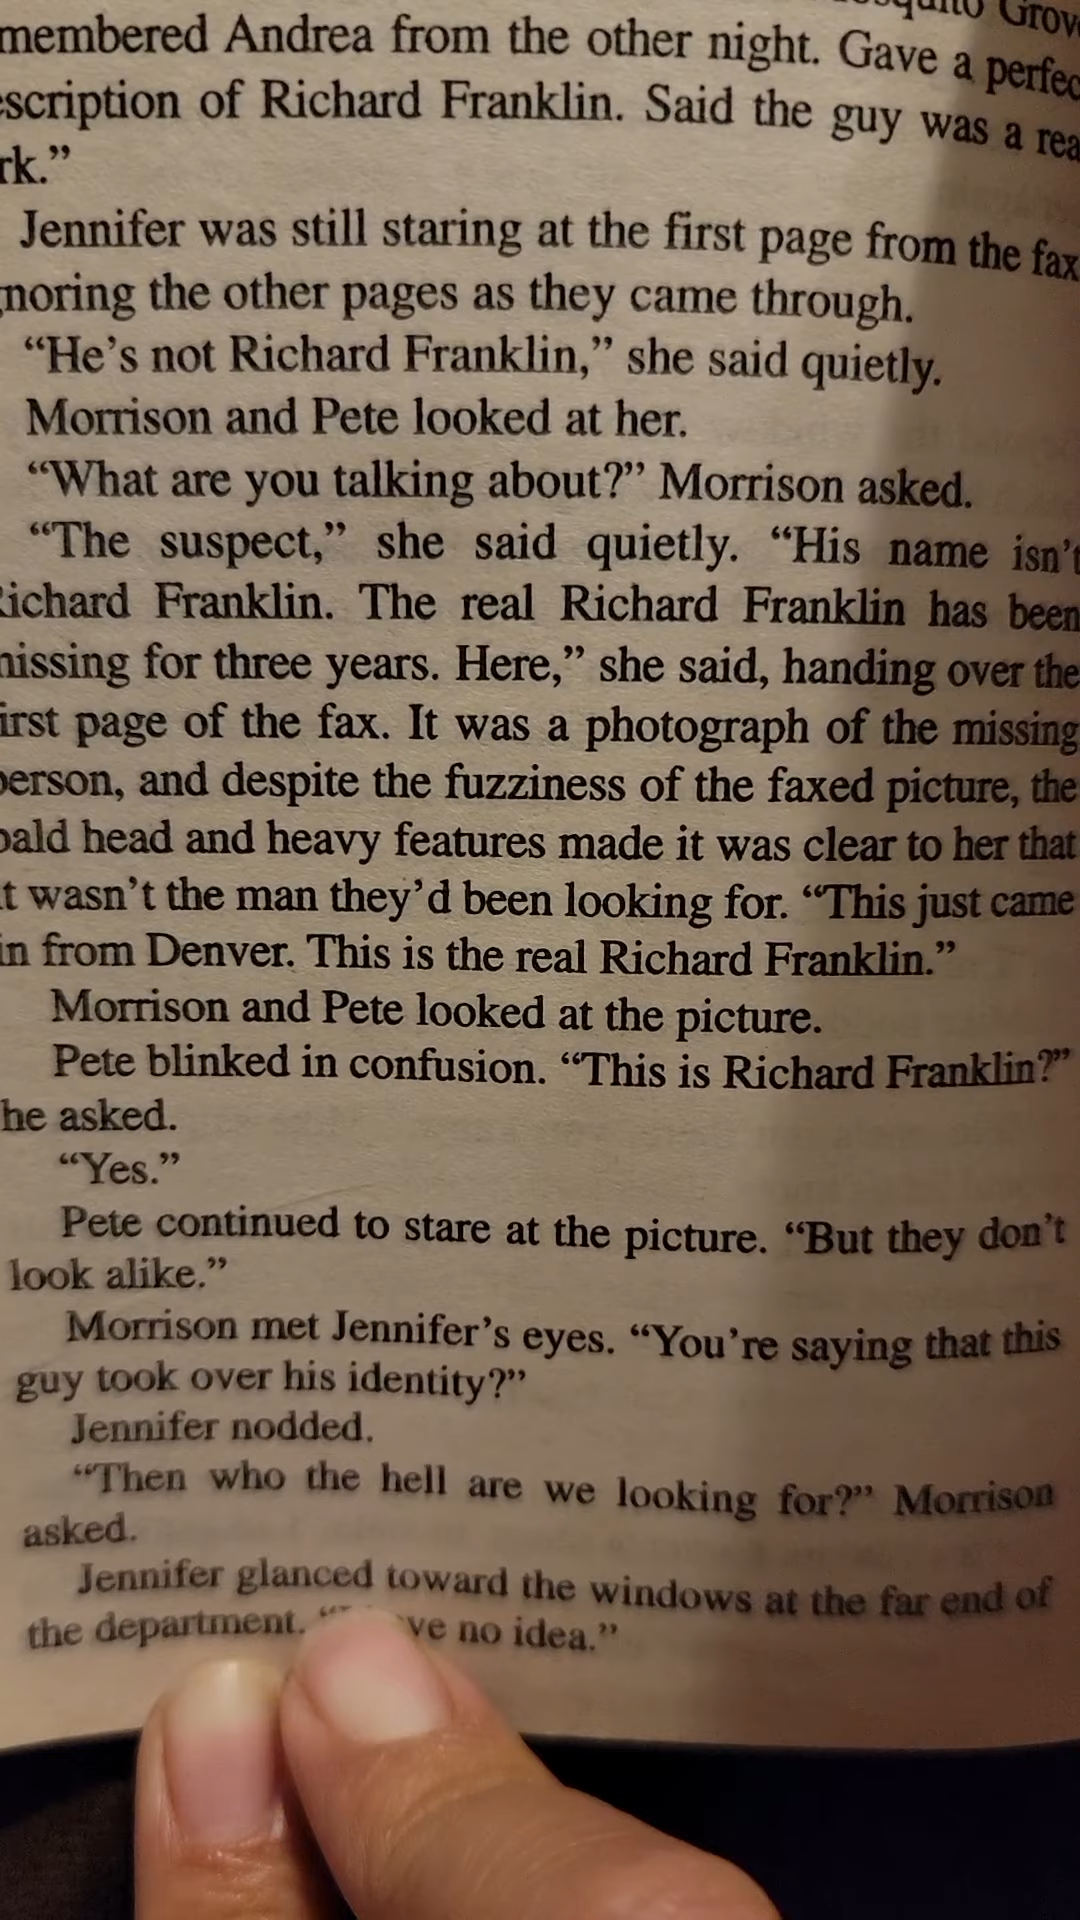 Grov
membered Andrea from the other night. Gave a perfec
scription of Richard Franklin. Said the guy was a rea
rk.”
Jennifer was still staring at the first page from the fax
noring the other pages as they came through.
“He’s not Richard Franklin,” she said quietly.
Morrison and Pete looked at her.
“What are you talking about?” Morrison asked.
“The suspect,” she said quietly. “His name isn’t
ichard Franklin. The real Richard Franklin has been
issing for three years. Here,” she said, handing over the
irst page of the fax. It was a photograph of the missing
erson, and despite the fuzziness of the faxed picture, the
bald head and heavy features made it was clear to her that
t wasn’t the man they’d been looking for. “This just came
in from Denver. This is the real Richard Franklin.”
Morrison and Pete looked at the picture.
Pete blinked in confusion. “This is Richard Franklin?”
he asked.
“Yes.”
Pete continued to stare at the picture. “But they don’t
look alike.”
Morrison met Jennifer’s eyes. “You’re saying that this
guy took over his identity?”
Jennifer nodded.
“Then who the hell are we looking for?” Morrison
asked.
Jennifer glanced toward the windows at the far end of
the department. “ ve no idea.”